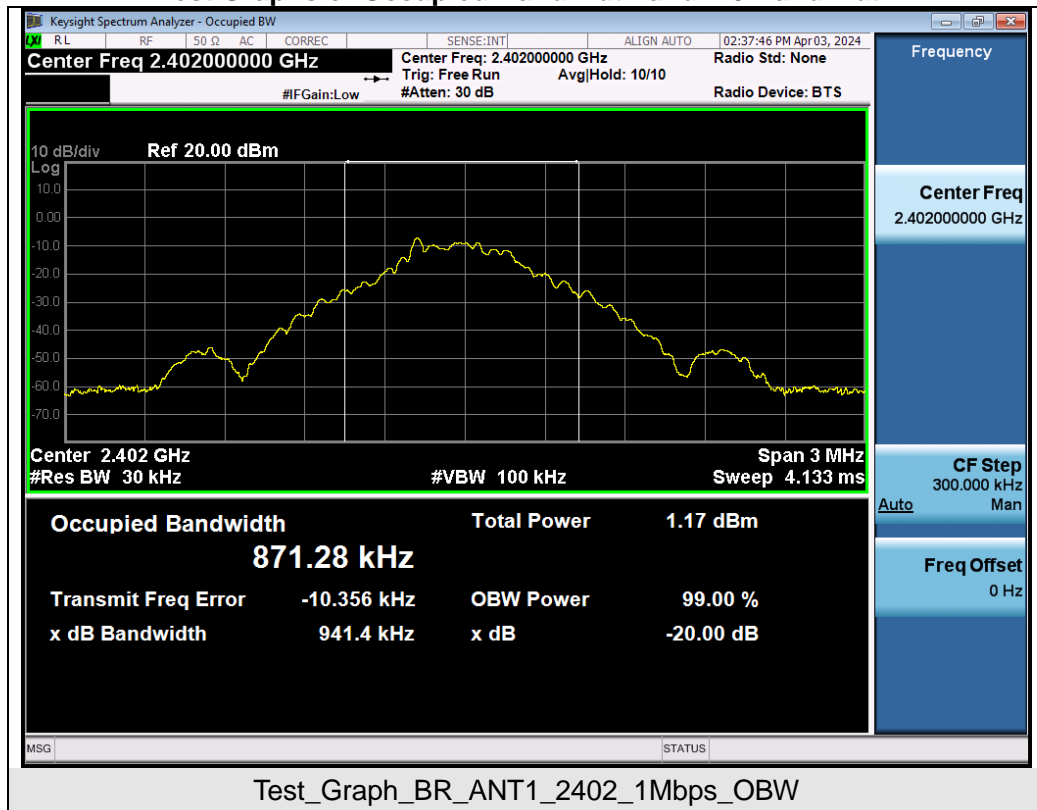 Keysight Spectrum Analyzer - Occupied BW
LXI RL RF 50 Ω AC CORREC SENSE:INT ALIGN AUTO 02:37:46 PM Apr 03, 2024
Center Freq 2.402000000 GHz
Center Freq: 2.402000000 GHz
Radio Std: None
Trig: Free Run Avg|Hold: 10/10
#IFGain:Low
#Atten: 30 dB
Radio Device: BTS
10 dB/div Ref 20.00 dBm
Log
10.0
0.00
-10.0
-20.0
-30.0
-40.0
-50.0
-60.0
-70.0
Center 2.402 GHz
Span 3 MHz
#Res BW 30 kHz
#VBW 100 kHz
Sweep 4.133 ms
Occupied Bandwidth
Total Power 1.17 dBm
871.28 kHz
Transmit Freq Error -10.356 kHz
OBW Power 99.00 %
x dB Bandwidth 941.4 kHz
x dB -20.00 dB
Frequency
Center Freq
2.402000000 GHz
CF Step
300.000 kHz
Auto Man
Freq Offset
0 Hz
MSG
STATUS
Test_Graph_BR_ANT1_2402_1Mbps_OBW